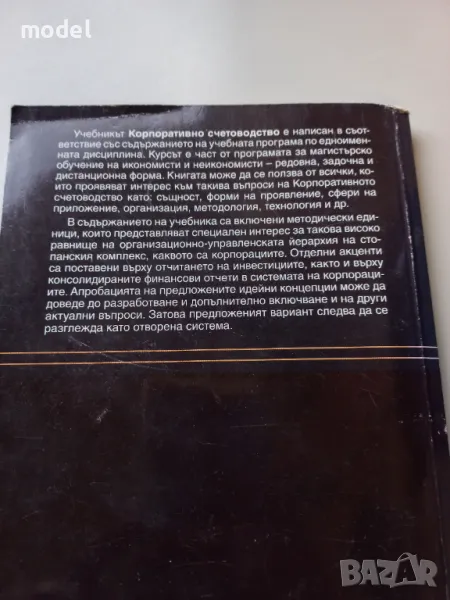 model
Учебникът Корпоративно счетоводство е написан в съот-
ветствие със съдържанието на учебната програма по едноимен-
ната дисциплина. Курсът е част от програмата за магистърско
обучение на икономисти и неикономисти – редовна, задочна и
дистанционна форма. Книгата може да се ползва от всички, ко-
ито проявяват интерес към такива въпроси на Корпоративното
счетоводство като: същност, форми на проявление, сфери на
приложение, организация, методология, технология и др.
В съдържанието на учебника са включени методически еди-
ници, които представляват специален интерес за такова високо
равнище на организационно-управленската йерархия на сто-
панския комплекс, каквото са корпорациите. Отделни акценти
са поставени върху отчитането на инвестициите, както и върху
консолидираните финансови отчети в системата на корпораци-
ите. Апробацията на предложените идейни концепции може да
доведе до разработване и допълнително включване и на други
актуални въпроси. Затова предложеният вариант следва да се
разглежда като отворена система.
BAZAR